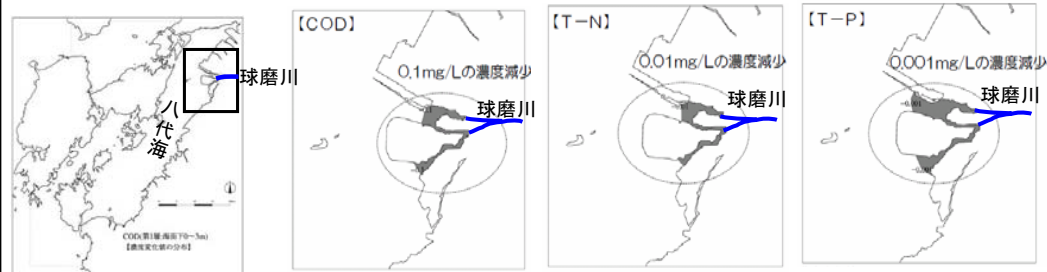 球磨川
八代海
COD(第1層:海面下0~3m)
【濃度変化値の分布】
【COD】
0.1mg/Lの濃度減少
球磨川
【T-N】
0.01mg/Lの濃度減少
球磨川
【T-P】
0.001mg/Lの濃度減少
-0.001
球磨川